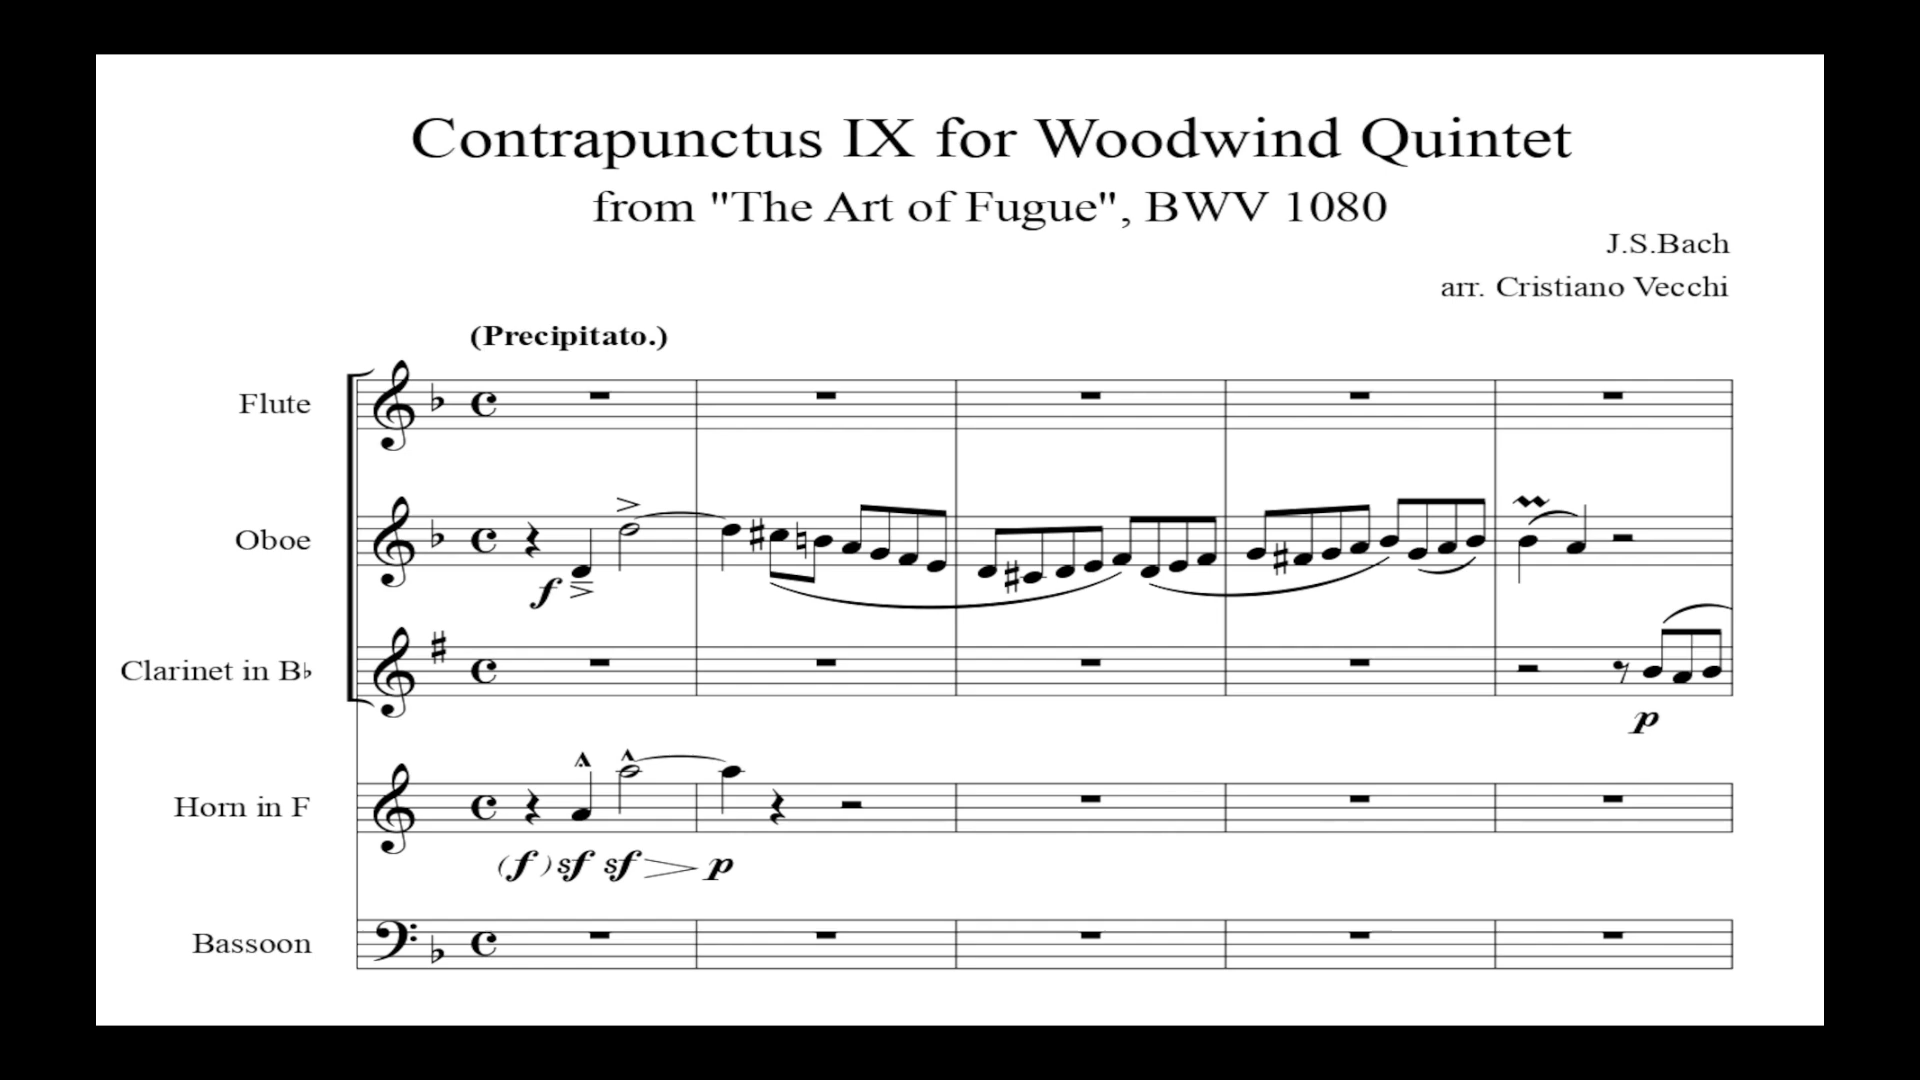 Contrapunctus IX for Woodwind Quintet
from "The Art of Fugue", BWV 1080
J.S.Bach
arr. Cristiano Vecchi
(Precipitato.)
Flute
Oboe
f
Clarinet in B♭
p
Horn in F
(f) sf sf p
Bassoon